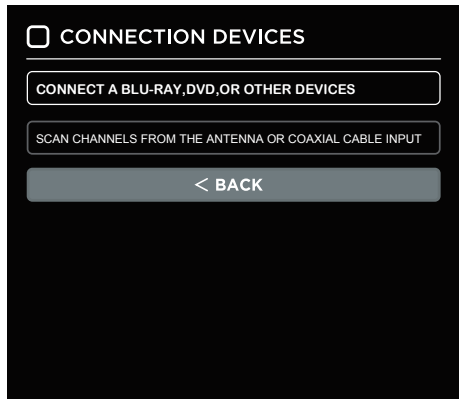 CONNECTION DEVICES
CONNECT A BLU-RAY,DVD,OR OTHER DEVICES
SCAN CHANNELS FROM THE ANTENNA OR COAXIAL CABLE INPUT
< BACK